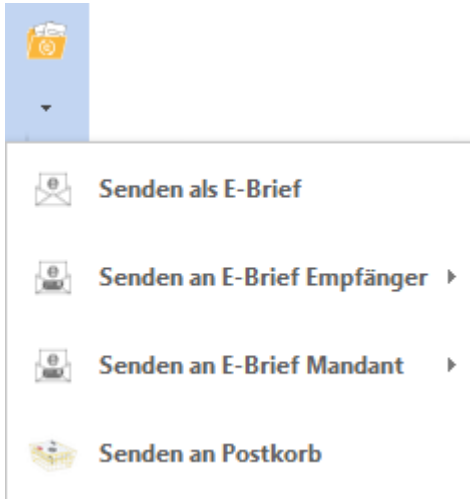 Senden als E-Brief
Senden an E-Brief Empfänger
Senden an E-Brief Mandant
Senden an Postkorb